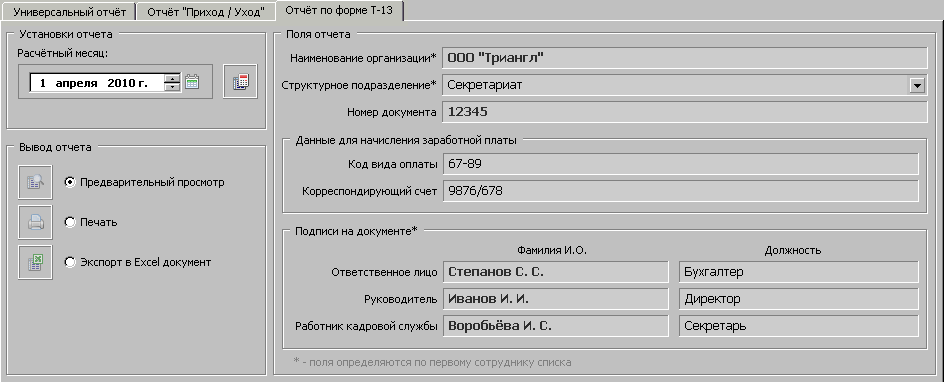 Универсальный отчёт Отчёт "Приход / Уход" Отчёт по форме Т-13
Установки отчета
Расчётный месяц:
1 апреля 2010 г.
Вывод отчета
Предварительный просмотр
Печать
Экспорт в Excel документ
Поля отчета
Наименование организации* ООО "Триангл"
Структурное подразделение* Секретариат
Номер документа 12345
Данные для начисления заработной платы
Код вида оплаты 67-89
Корреспондирующий счет 9876/678
Подписи на документе*
Фамилия И.О. Должность
Ответственное лицо Степанов С. С. Бухгалтер
Руководитель Иванов И. И. Директор
Работник кадровой службы Воробьёва И. С. Секретарь
* - поля определяются по первому сотруднику списка